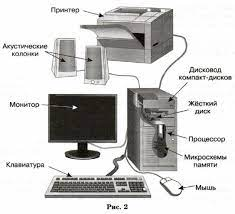 Принтер
Акустические
колонки
Дисковод
компакт-дисков
Жёсткий
диск
Монитор
Процессор
Микросхемы
памяти
Клавиатура
Мышь
Рис. 2